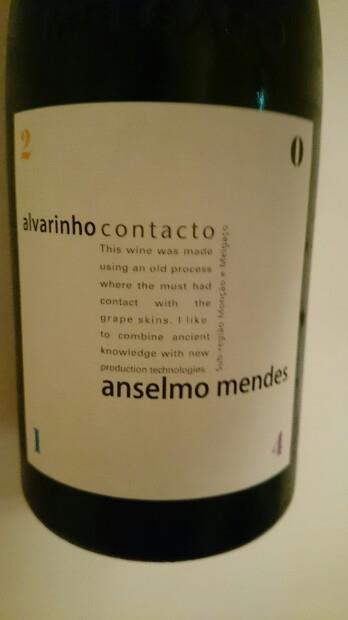 2 0
alvarinho contacto
This wine was made
using an old process
where the must had
contact with the
grape skins. I like
to combine ancient
knowledge with new
production technologies.
Sub-região Monção e Melgaço
anselmo mendes
1 4